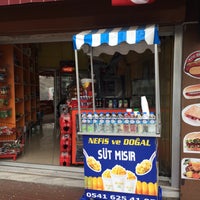 NEFİS ve DOĞAL
SÜT MISIR
0541 625 41